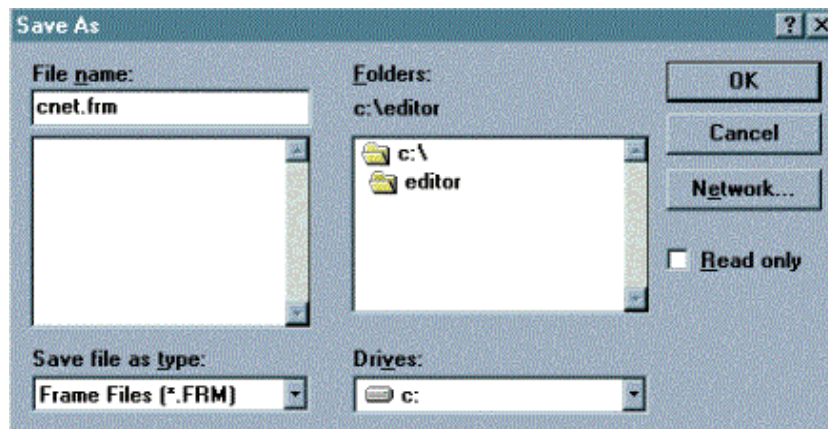 Save As
File name:
cnet.frm
Folders:
c:\editor
c:\
editor
OK
Cancel
Network...
Read only
Save file as type:
Frame Files (*.FRM)
Drives:
c: